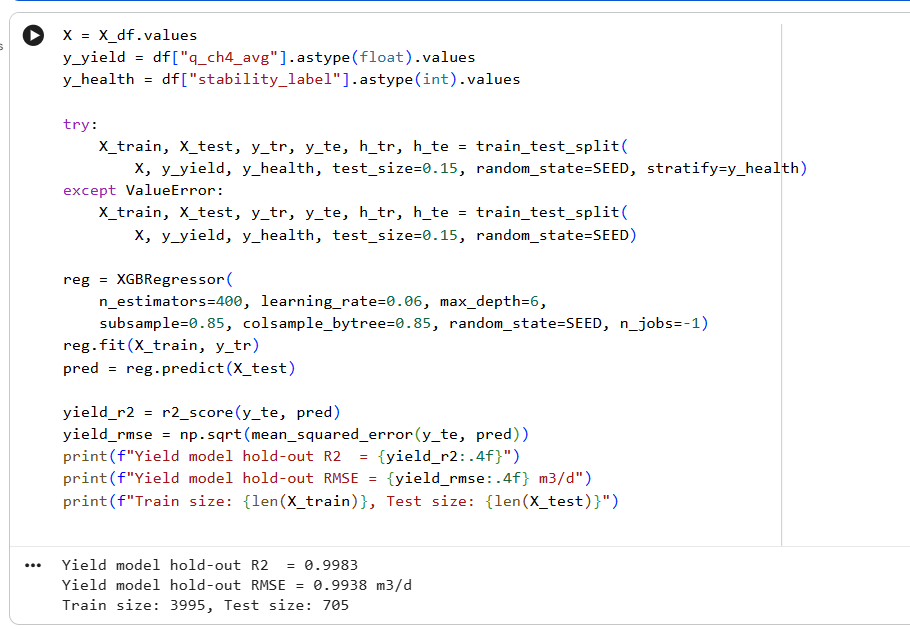 X = X_df.values
y_yield = df["q_ch4_avg"].astype(float).values
y_health = df["stability_label"].astype(int).values
try:
    X_train, X_test, y_tr, y_te, h_tr, h_te = train_test_split(
        X, y_yield, y_health, test_size=0.15, random_state=SEED, stratify=y_health)
except ValueError:
    X_train, X_test, y_tr, y_te, h_tr, h_te = train_test_split(
        X, y_yield, y_health, test_size=0.15, random_state=SEED)
reg = XGBRegressor(
    n_estimators=400, learning_rate=0.06, max_depth=6,
    subsample=0.85, colsample_bytree=0.85, random_state=SEED, n_jobs=-1)
reg.fit(X_train, y_tr)
pred = reg.predict(X_test)
yield_r2 = r2_score(y_te, pred)
yield_rmse = np.sqrt(mean_squared_error(y_te, pred))
print(f"Yield model hold-out R2  = {yield_r2:.4f}")
print(f"Yield model hold-out RMSE = {yield_rmse:.4f} m3/d")
print(f"Train size: {len(X_train)}, Test size: {len(X_test)}")
Yield model hold-out R2  = 0.9983
Yield model hold-out RMSE = 0.9938 m3/d
Train size: 3995, Test size: 705